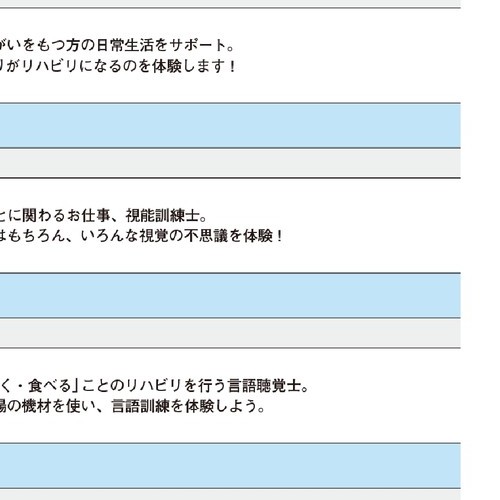 がいをもつ方の日常生活をサポート。
リがリハビリになるのを体験します！
とに関わるお仕事、視能訓練士。
はもちろん、いろんな視覚の不思議を体験！
く・食べる」ことのリハビリを行う言語聴覚士。
場の機材を使い、言語訓練を体験しよう。